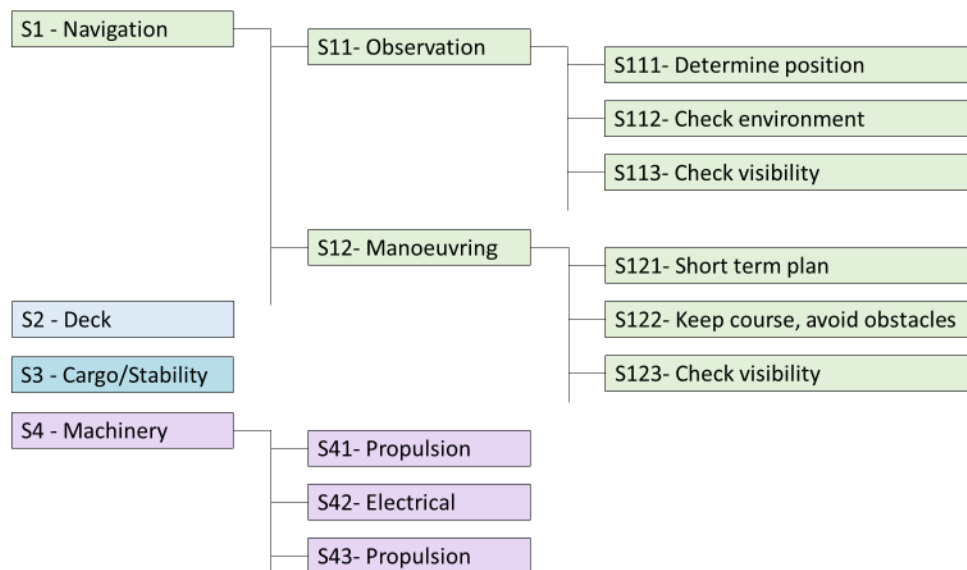 S1 - Navigation
S11- Observation
S111- Determine position
S112- Check environment
S113- Check visibility
S12- Manoeuvring
S121- Short term plan
S122- Keep course, avoid obstacles
S123- Check visibility
S2 - Deck
S3 - Cargo/Stability
S4 - Machinery
S41- Propulsion
S42- Electrical
S43- Propulsion